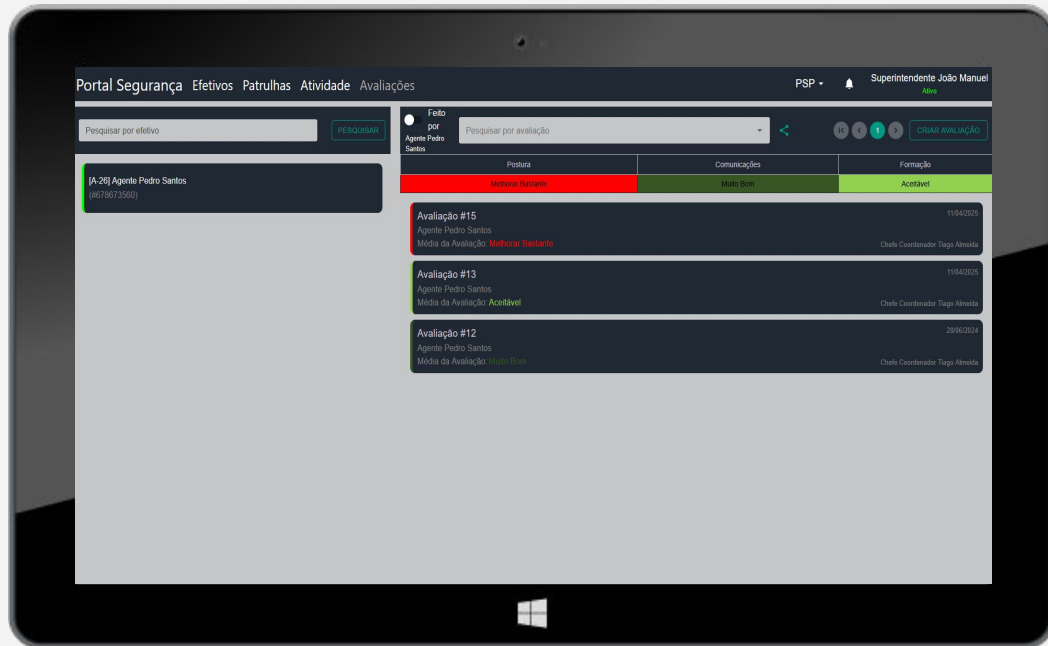 Portal Segurança Efetivos Patrulhas Atividade Avaliações
PSP
Superintendente João Manuel
Ativo
Pesquisar por efetivo
PESQUISAR
[A-26] Agente Pedro Santos
(#678673560)
Feito
por
Agente Pedro
Santos
Pesquisar por avaliação
1
CRIAR AVALIAÇÃO
Postura Comunicações Formação
Melhorar Bastante Muito Bom Aceitável
Avaliação #15
11/04/2025
Agente Pedro Santos
Média da Avaliação: Melhorar Bastante
Chefe Coordenador Tiago Almeida
Avaliação #13
11/04/2025
Agente Pedro Santos
Média da Avaliação: Aceitável
Chefe Coordenador Tiago Almeida
Avaliação #12
28/06/2024
Agente Pedro Santos
Média da Avaliação: Muito Bom
Chefe Coordenador Tiago Almeida